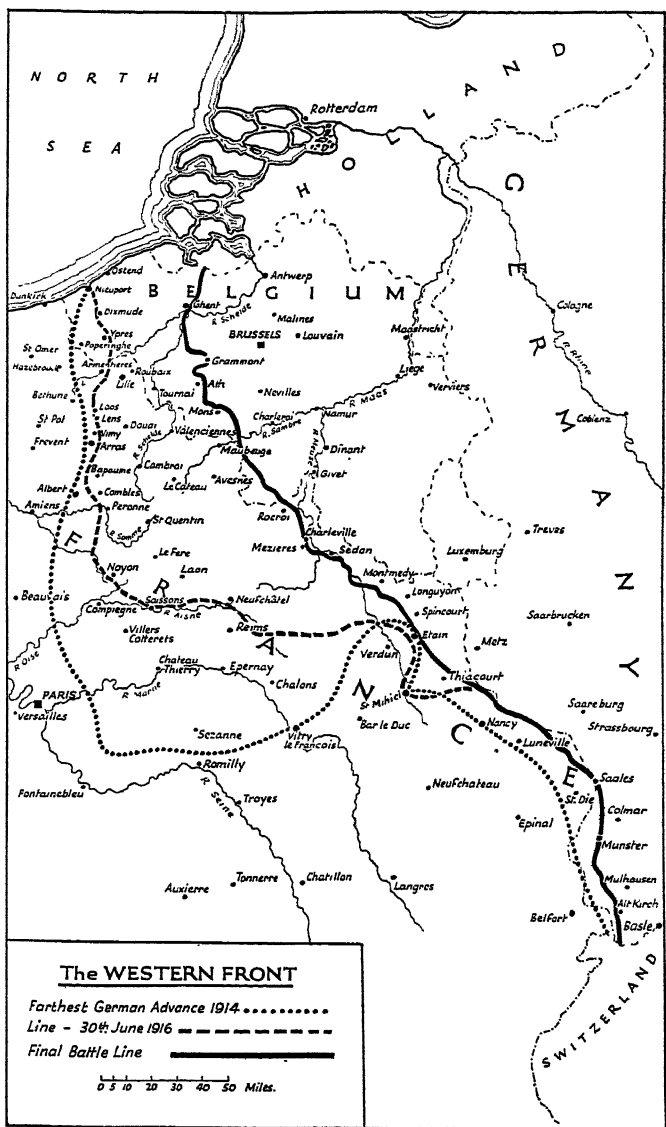 NORTH
SEA
HOLLAND
Rotterdam
GERMANY
Ostend
Nieuport
Dunkirk
BELGIUM
Antwerp
Dixmude
Ghent
R. Schelde
Malines
Cologne
Ypres
St Omer
Poperinghe
BRUSSELS
Louvain
Maastricht
R. Rhine
Hazebrouck
Armentieres
Roubaix
Grammont
Liege
Lille
Ath
Verviers
Bethune
Tournai
Nevilles
R. Maas
Loos
Lens
Mons
Charleroi
Namur
Coblenz
St Pol
Douai
R. Schelde
Valenciennes
R. Sambre
Vimy
Frevent
Arras
Maubeuge
R. Meuse
Dinant
Bapaume
Cambrai
Givet
Albert
Combles
Le Cateau
Avesnes
Amiens
Peronne
Rocroi
R. Somme
St Quentin
Charleville
Treves
FRANCE
Le Fere
Mezieres
Sedan
Luxemburg
Noyon
Laon
Montmedy
Longuyon
Beauvais
Soissons
Neufchâtel
Compiegne
R. Aisne
Spincourt
Saarbrucken
Villers
Cotterets
Reims
Etain
R. Oise
Verdun
Metz
Chateau
Thierry
Epernay
Thiacourt
PARIS
R. Marne
Chalons
St Mihiel
Versailles
Bar le Duc
Nancy
Saareburg
Sezanne
Vitry
le Francois
Luneville
Strassbourg
Romilly
Saales
Fontainebleu
R. Seine
Troyes
Neufchateau
St. Die
Epinal
Colmar
Munster
Auxierre
Tonnerre
Chatillon
Langres
Mulhausen
Belfort
Alt Kirch
Basle
SWITZERLAND
The WESTERN FRONT
Farthest German Advance 1914
Line - 30th June 1916
Final Battle Line
0 5 10 20 30 40 50 Miles.